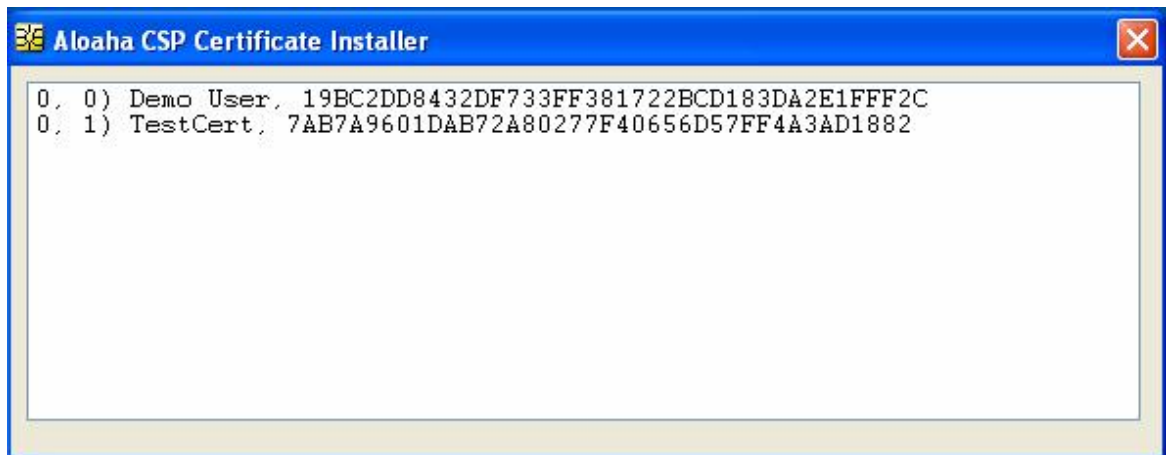 Aloaha CSP Certificate Installer
0, 0) Demo User, 19BC2DD8432DF733FF381722BCD183DA2E1FFF2C
0, 1) TestCert, 7AB7A9601DAB72A80277F40656D57FF4A3AD1882